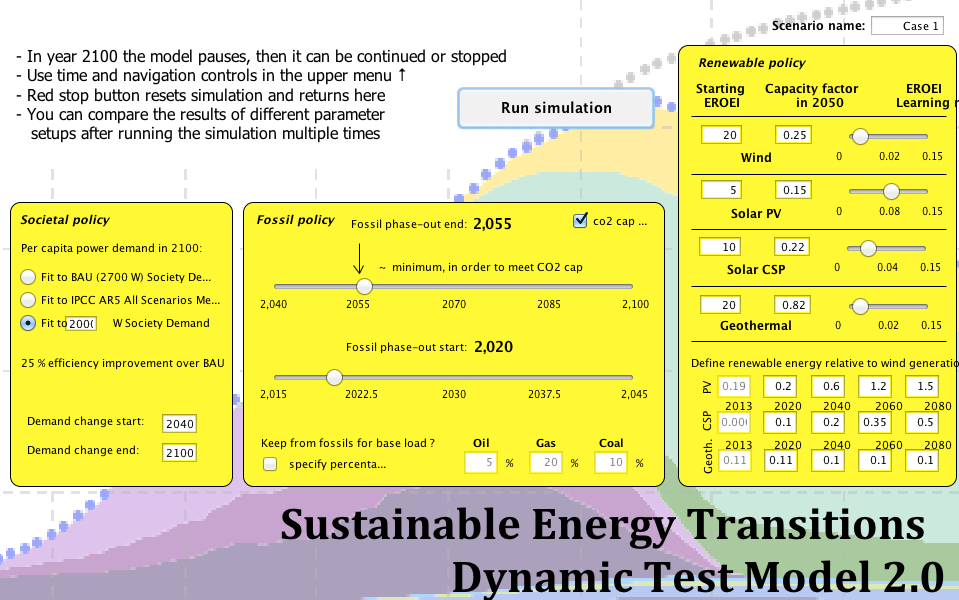 Scenario name: Case 1
- In year 2100 the model pauses, then it can be continued or stopped
- Use time and navigation controls in the upper menu ↑
- Red stop button resets simulation and returns here
- You can compare the results of different parameter
setups after running the simulation multiple times
Run simulation
Societal policy
Per capita power demand in 2100:
Fit to BAU (2700 W) Society De...
Fit to IPCC AR5 All Scenarios Me...
Fit to 200( W Society Demand
25 % efficiency improvement over BAU
Demand change start: 2040
Demand change end: 2100
Fossil policy
Fossil phase-out end: 2,055
co2 cap ...
~ minimum, in order to meet CO2 cap
2,040 2055 2070 2085 2,100
Fossil phase-out start: 2,020
2,015 2022.5 2,030 2037.5 2,045
Keep from fossils for base load ? Oil Gas Coal
specify percenta... 5 % 20 % 10 %
Renewable policy
Starting Capacity factor EROEI
EROEI in 2050 Learning r
20 0.25
Wind 0 0.02 0.15
5 0.15
Solar PV 0 0.08 0.15
10 0.22
Solar CSP 0 0.04 0.15
20 0.82
Geothermal 0 0.02 0.15
Define renewable energy relative to wind generatio
PV 0.19 0.2 0.6 1.2 1.5
2013 2020 2040 2060 2080
CSP 0.00( 0.1 0.2 0.35 0.5
2013 2020 2040 2060 2080
Geoth. 0.11 0.11 0.1 0.1 0.1
Sustainable Energy Transitions
Dynamic Test Model 2.0